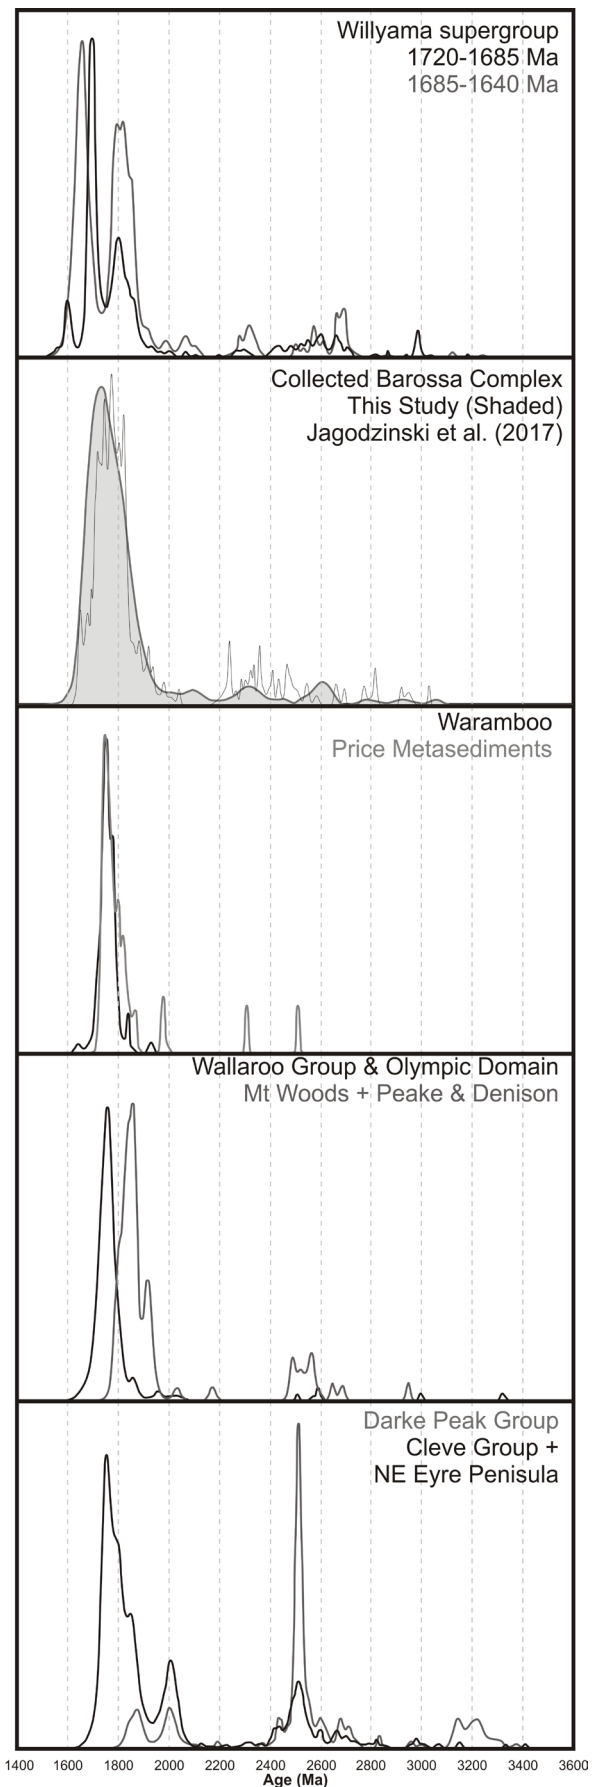 Willyama supergroup
1720-1685 Ma
1685-1640 Ma
Collected Barossa Complex
This Study (Shaded)
Jagodzinski et al. (2017)
Waramboo
Price Metasediments
Wallaroo Group & Olympic Domain
Mt Woods + Peake & Denison
Darke Peak Group
Cleve Group +
NE Eyre Penisula
1400 1600 1800 2000 2200 2400 2600 2800 3000 3200 3400 3600
Age (Ma)